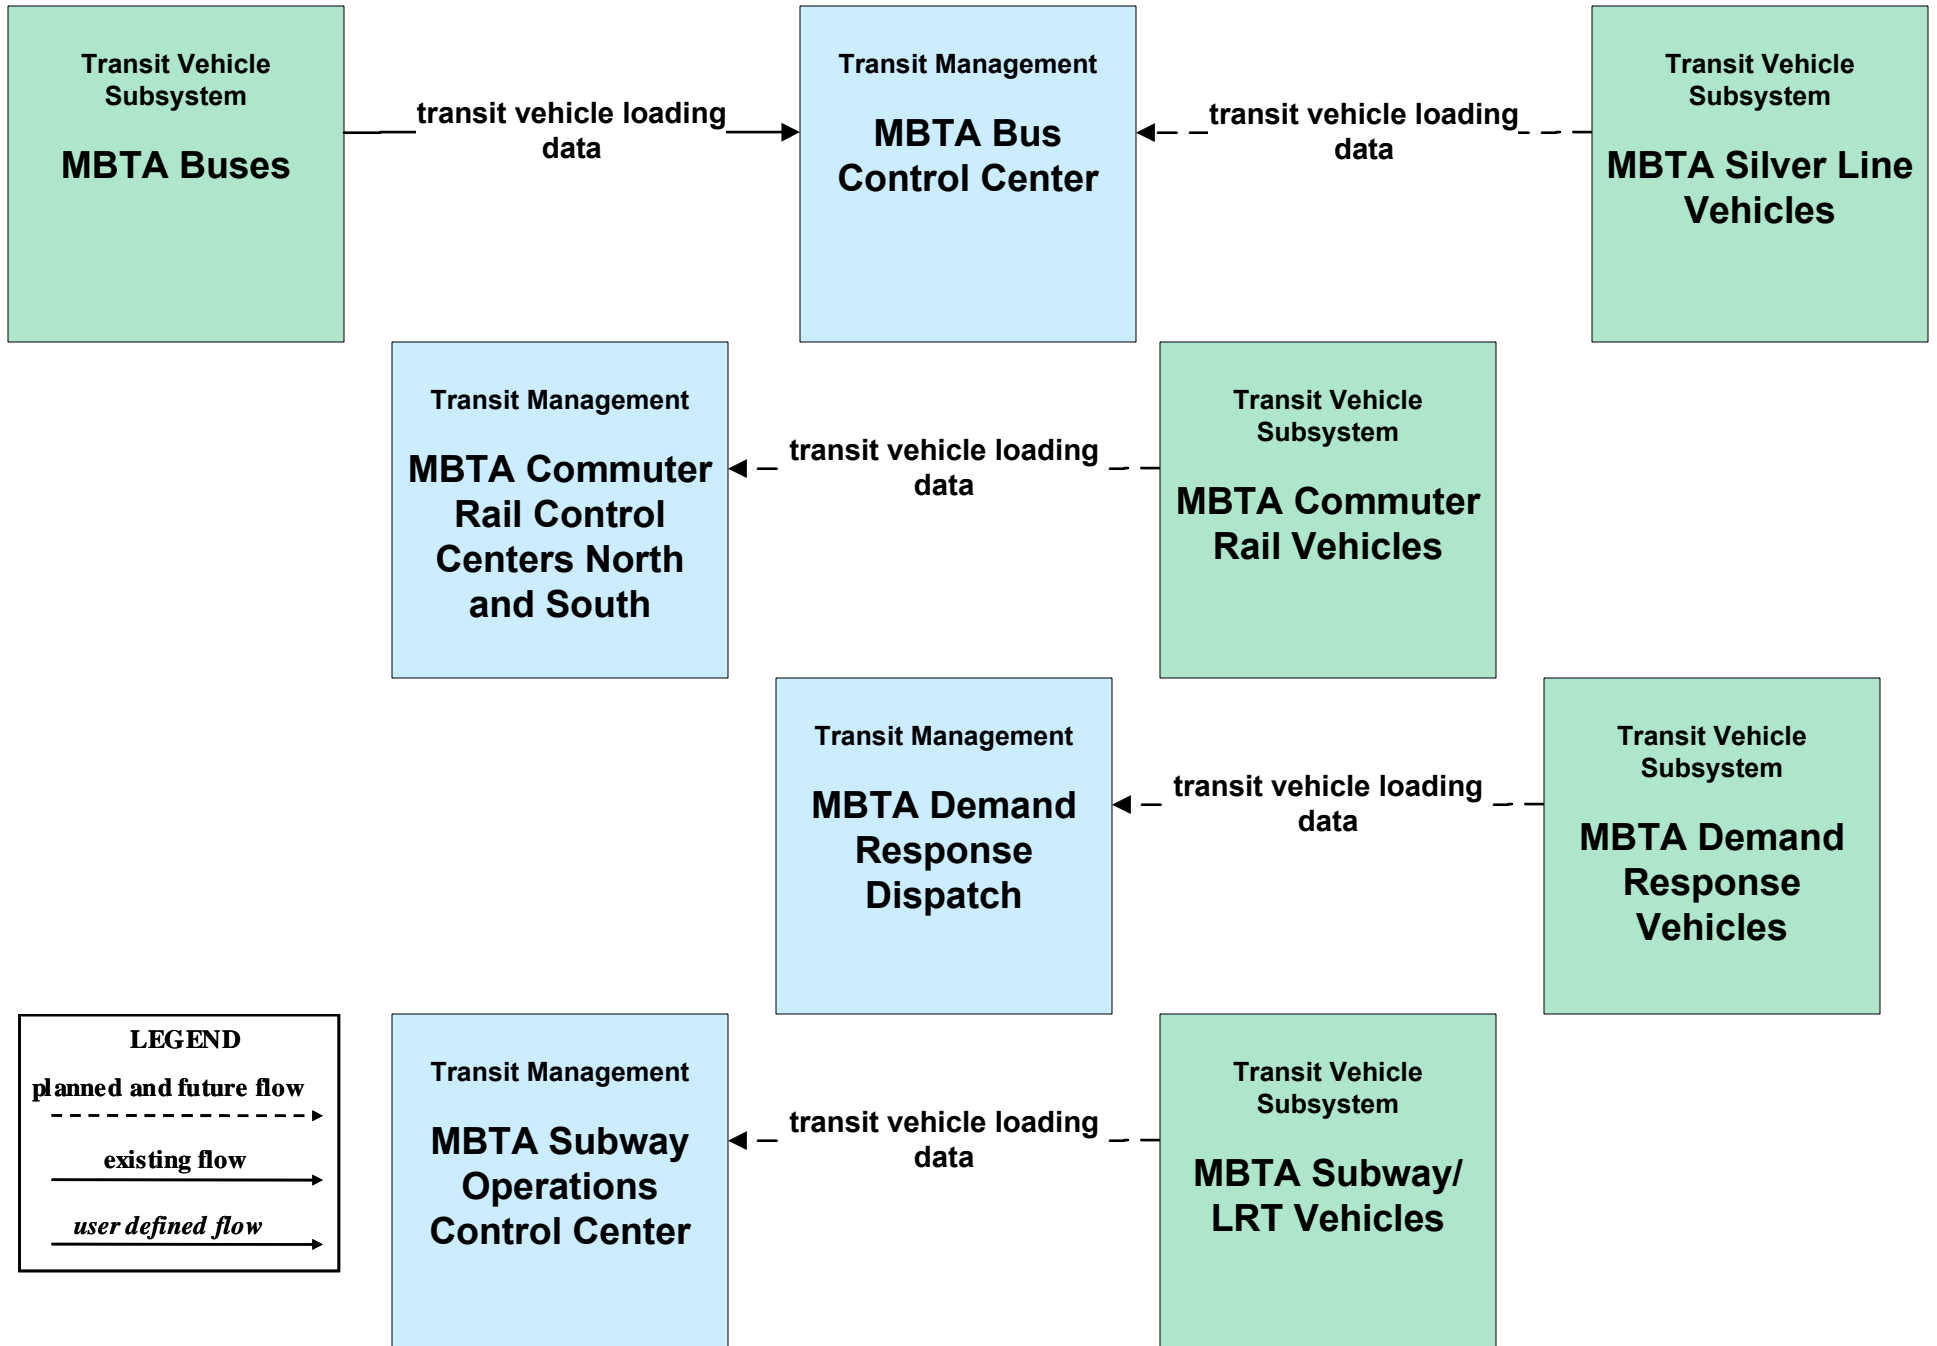 Transit Vehicle
Subsystem
MBTA Buses
transit vehicle loading
data
Transit Management
MBTA Bus
Control Center
transit vehicle loading
data
Transit Vehicle
Subsystem
MBTA Silver Line
Vehicles
Transit Management
MBTA Commuter
Rail Control
Centers North
and South
transit vehicle loading
data
Transit Vehicle
Subsystem
MBTA Commuter
Rail Vehicles
Transit Management
MBTA Demand
Response
Dispatch
transit vehicle loading
data
Transit Vehicle
Subsystem
MBTA Demand
Response
Vehicles
LEGEND
planned and future flow
existing flow
user defined flow
Transit Management
MBTA Subway
Operations
Control Center
transit vehicle loading
data
Transit Vehicle
Subsystem
MBTA Subway/
LRT Vehicles